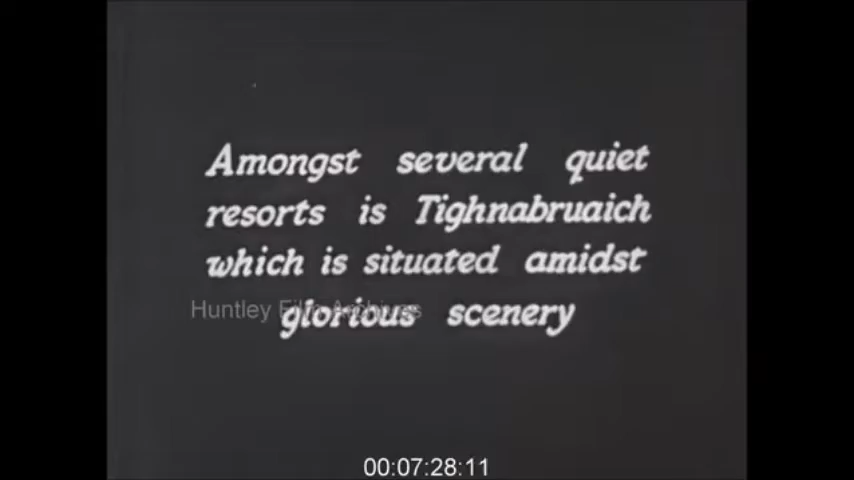 Amongst several quiet
resorts is Tighnabruaich
which is situated amidst
glorious scenery
Huntley Film Archives
00:07:28:11